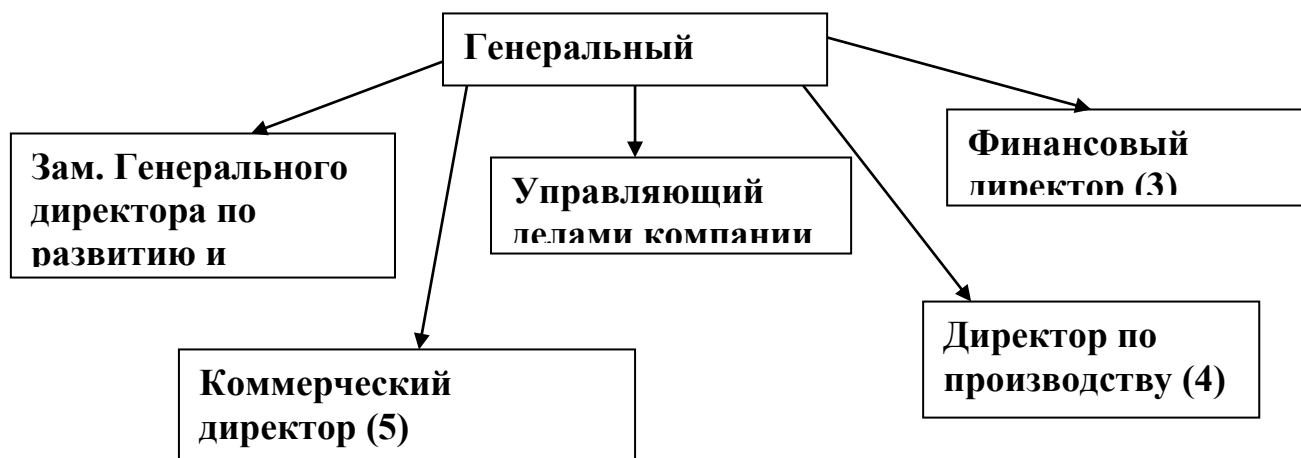 Генеральный
Зам. Генерального
директора по
развитию и
Управляющий
делами компании
Финансовый
директор (3)
Коммерческий
директор (5)
Директор по
производству (4)